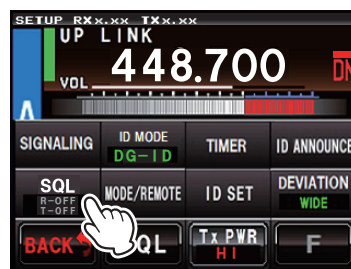 SETUP RXx.xx TXx.xx
UP LINK
VOL 448.700
A
SIGNALING ID MODE TIMER ID ANNOUNCE
DG-ID
SQL MODE/REMOTE ID SET DEVIATION
R-OFF WIDE
T-OFF
BACK QL Tx PWR F
HI